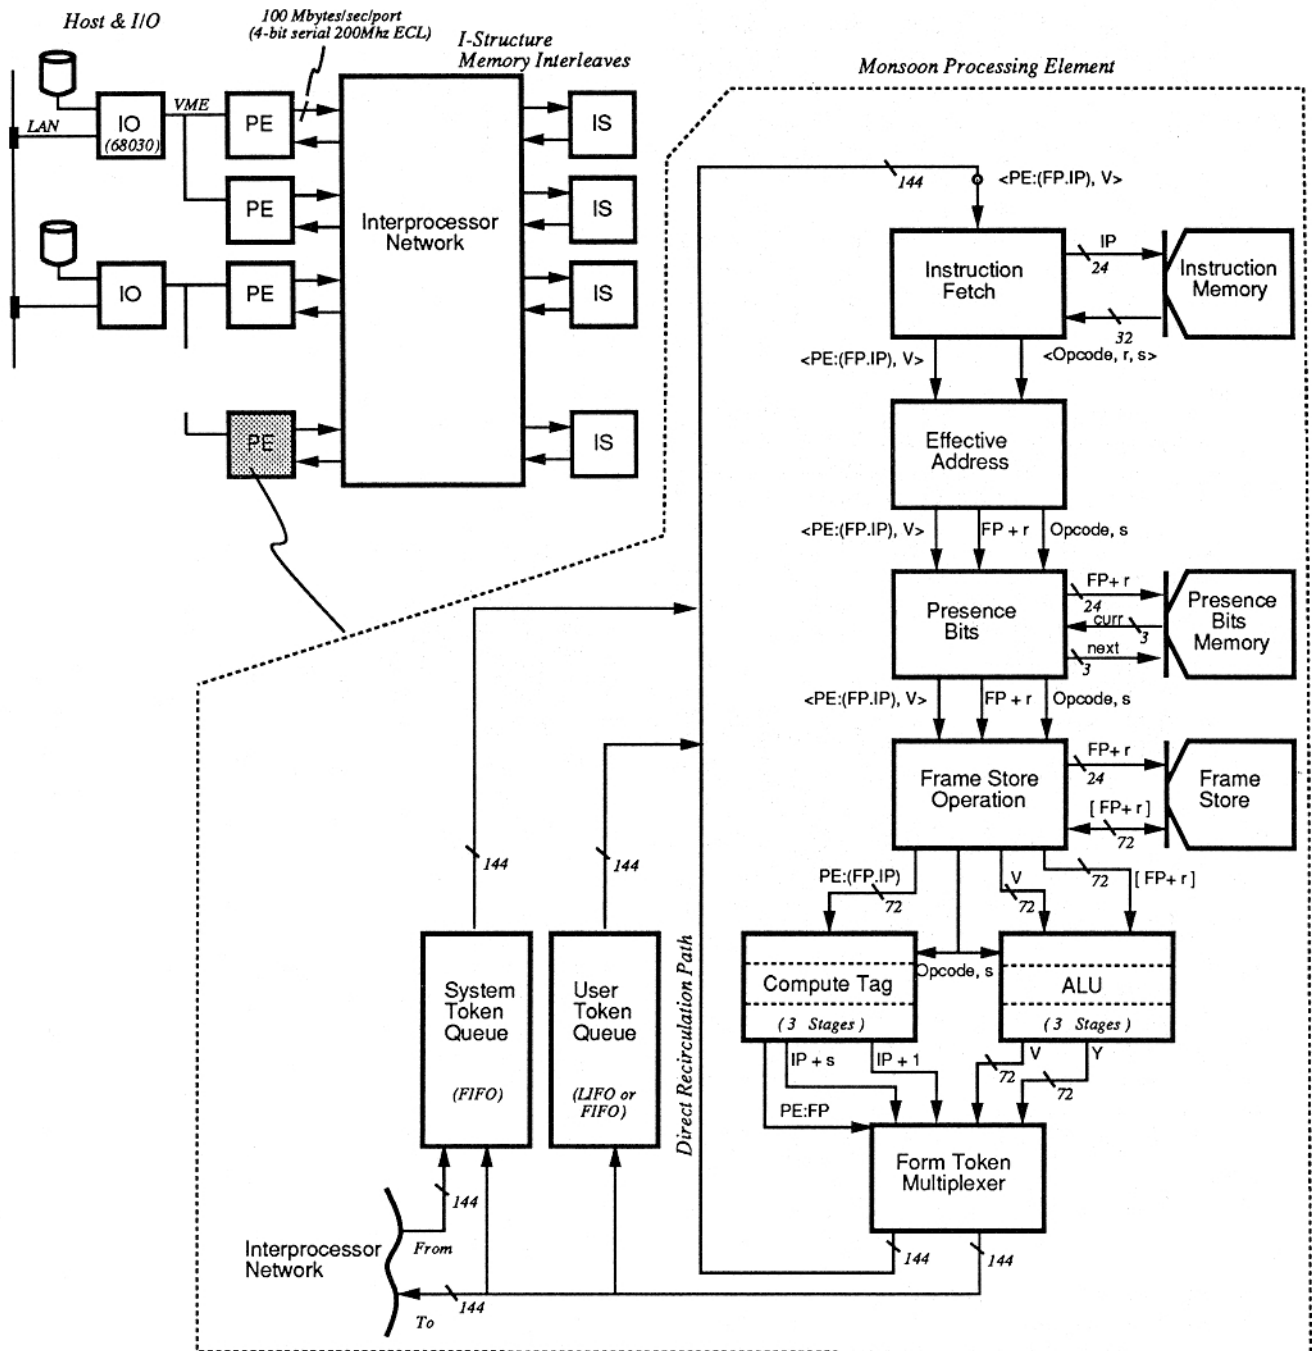 Host & I/O
100 Mbytes/sec/port
(4-bit serial 200Mhz ECL)
I-Structure
Memory Interleaves
LAN
IO
(68030)
VME
PE
PE
IO
PE
PE
Interprocessor
Network
IS
IS
IS
IS
Monsoon Processing Element
144
<PE:(FP.IP), V>
Instruction
Fetch
IP
24
32
Instruction
Memory
<PE:(FP.IP), V>
<Opcode, r, s>
Effective
Address
<PE:(FP.IP), V>
FP + r
Opcode, s
Presence
Bits
FP+ r
24
curr
3
next
3
Presence
Bits
Memory
<PE:(FP.IP), V>
FP + r
Opcode, s
Frame Store
Operation
FP+ r
24
[ FP+ r ]
72
Frame
Store
PE:(FP.IP)
72
V
72
72
[ FP+ r ]
Opcode, s
Compute Tag
( 3 Stages )
ALU
( 3 Stages )
PE:FP
IP + s
IP + 1
V
72
Y
72
Form Token
Multiplexer
144
144
Direct Recirculation Path
144
144
System
Token
Queue
(FIFO)
User
Token
Queue
(LIFO or
FIFO)
144
Interprocessor
Network
From
144
To